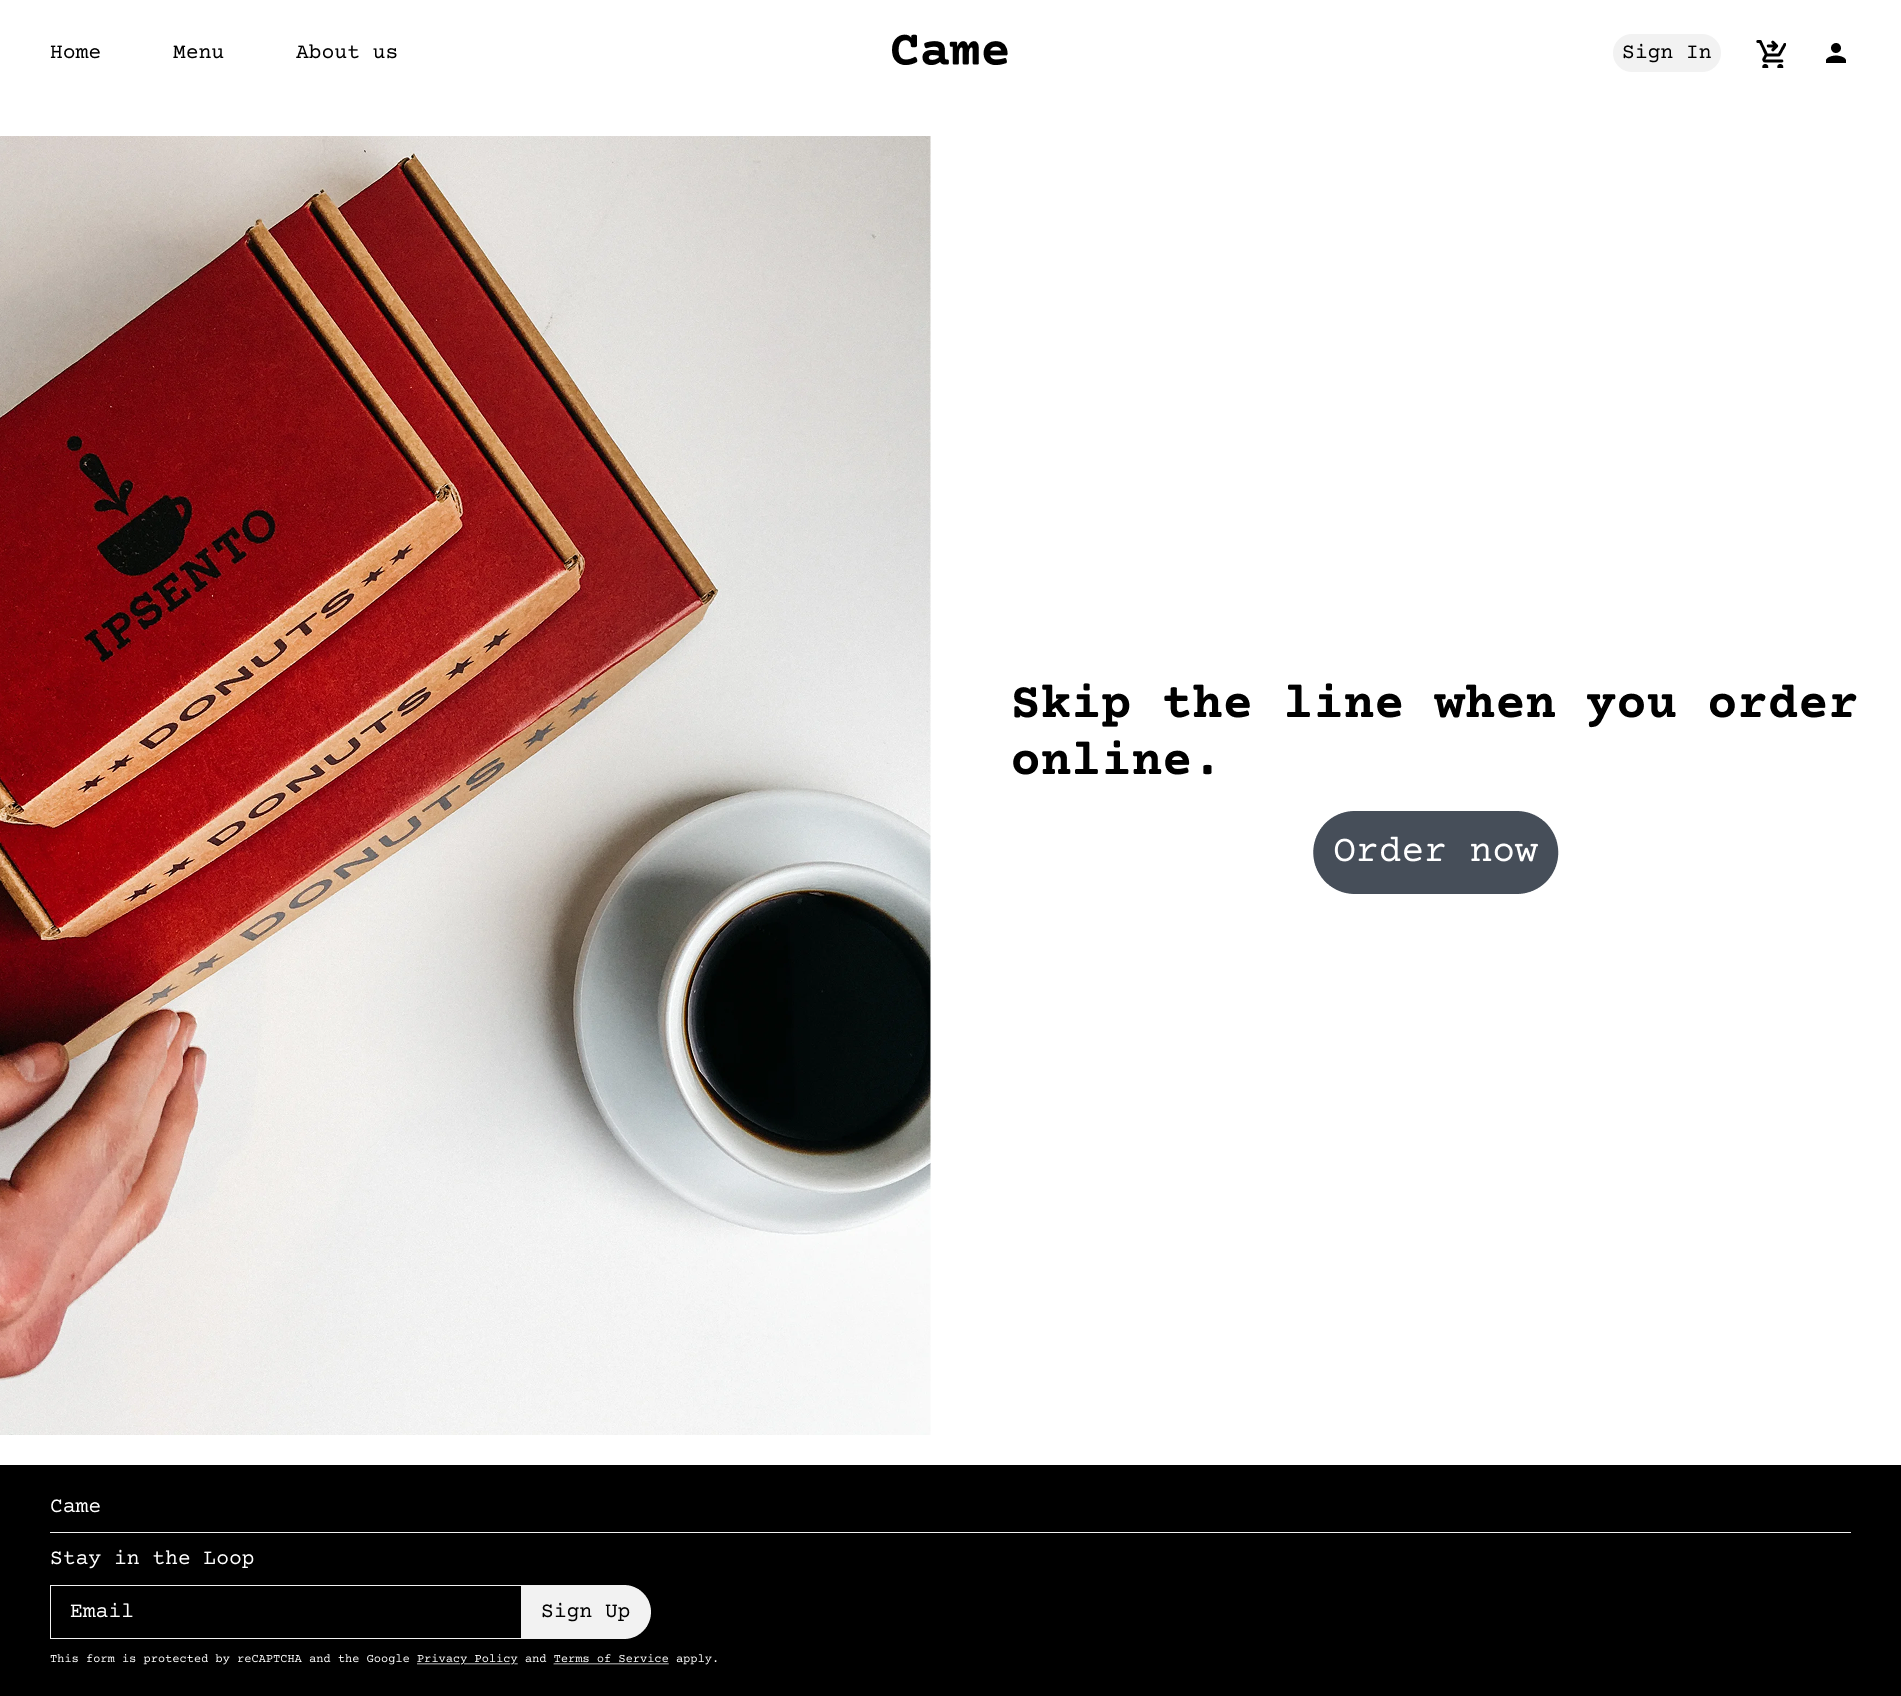 Home
Menu
About us
Came
Sign In
IPSENTO
DONUTS
DONUTS
DONUTS
Skip the line when you order
online.
Order now
Came
Stay in the Loop
Email
Sign Up
This form is protected by reCAPTCHA and the Google Privacy Policy and Terms of Service apply.